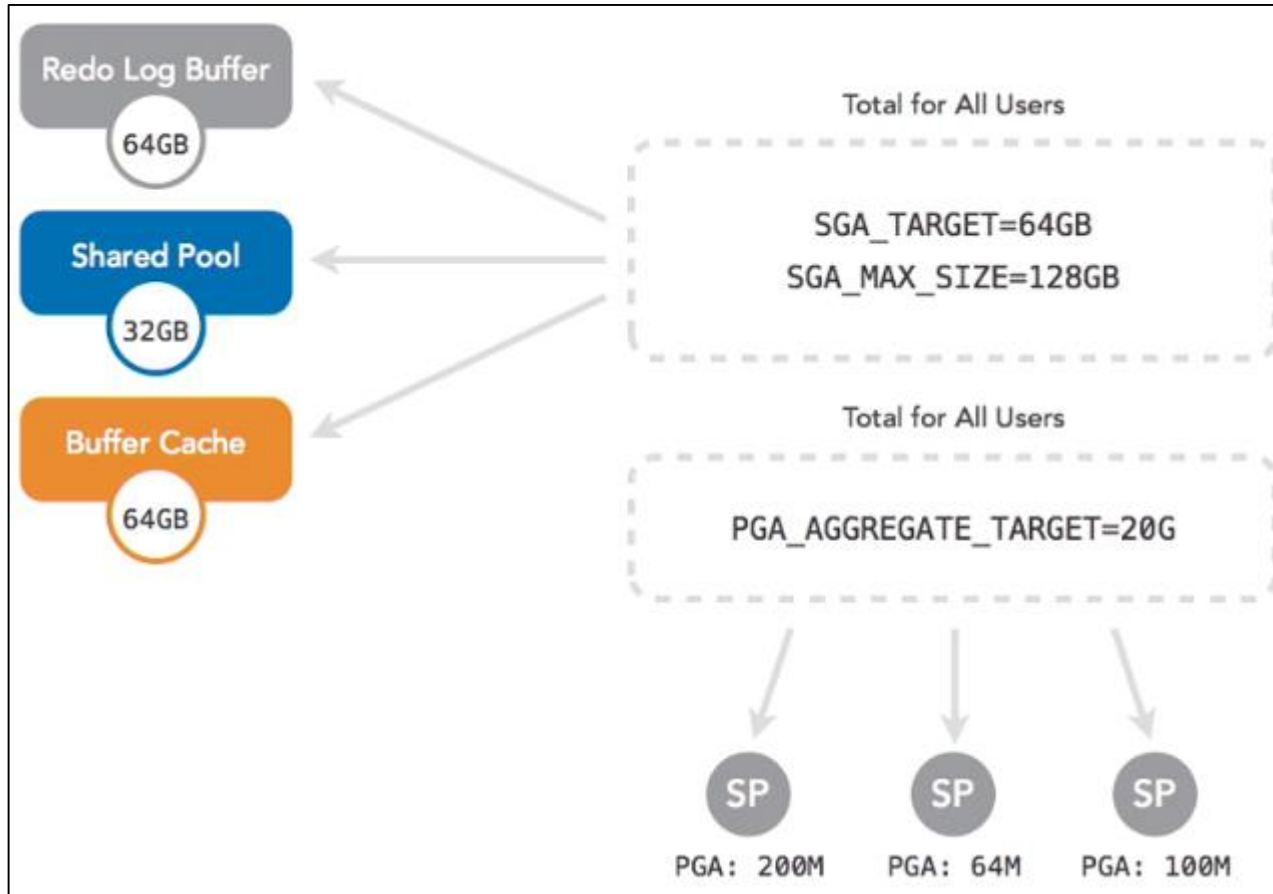 Redo Log Buffer
64GB
Shared Pool
32GB
Buffer Cache
64GB
Total for All Users
SGA_TARGET=64GB
SGA_MAX_SIZE=128GB
Total for All Users
PGA_AGGREGATE_TARGET=20G
SP
SP
SP
PGA: 200M
PGA: 64M
PGA: 100M